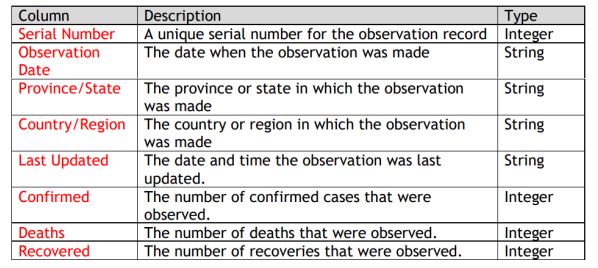 Column Description Type
Serial Number A unique serial number for the observation record Integer
Observation The date when the observation was made String
Date
Province/State The province or state in which the observation String
was made
Country/Region The country or region in which the observation String
was made
Last Updated The date and time the observation was last String
updated.
Confirmed The number of confirmed cases that were Integer
observed.
Deaths The number of deaths that were observed. Integer
Recovered The number of recoveries that were observed. Integer